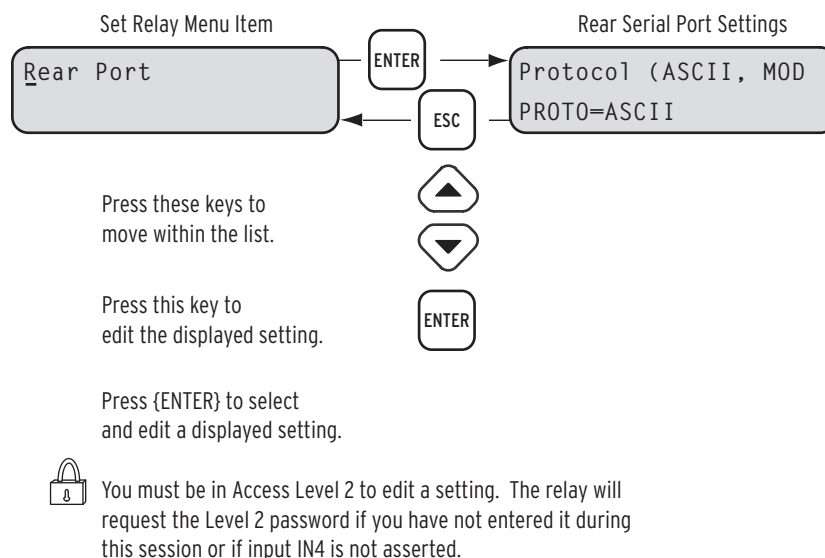 Set Relay Menu Item
Rear Serial Port Settings
Rear Port
ENTER
Protocol (ASCII, MOD
PROTO=ASCII
ESC
Press these keys to
move within the list.
Press this key to
edit the displayed setting.
ENTER
Press {ENTER} to select
and edit a displayed setting.
You must be in Access Level 2 to edit a setting. The relay will
request the Level 2 password if you have not entered it during
this session or if input IN4 is not asserted.